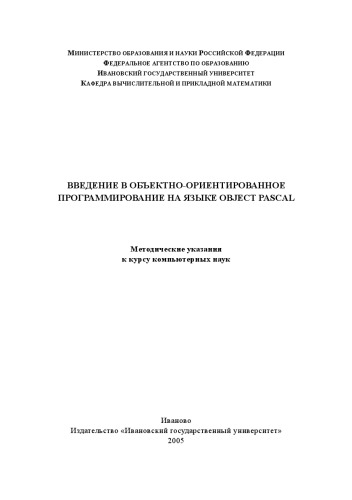 МИНИСТЕРСТВО ОБРАЗОВАНИЯ И НАУКИ РОССИЙСКОЙ ФЕДЕРАЦИИ
ФЕДЕРАЛЬНОЕ АГЕНТСТВО ПО ОБРАЗОВАНИЮ
ИВАНОВСКИЙ ГОСУДАРСТВЕННЫЙ УНИВЕРСИТЕТ
КАФЕДРА ВЫЧИСЛИТЕЛЬНОЙ И ПРИКЛАДНОЙ МАТЕМАТИКИ
ВВЕДЕНИЕ В ОБЪЕКТНО-ОРИЕНТИРОВАННОЕ
ПРОГРАММИРОВАНИЕ НА ЯЗЫКЕ OBJECT PASCAL
Методические указания
к курсу компьютерных наук
Иваново
Издательство «Ивановский государственный университет»
2005